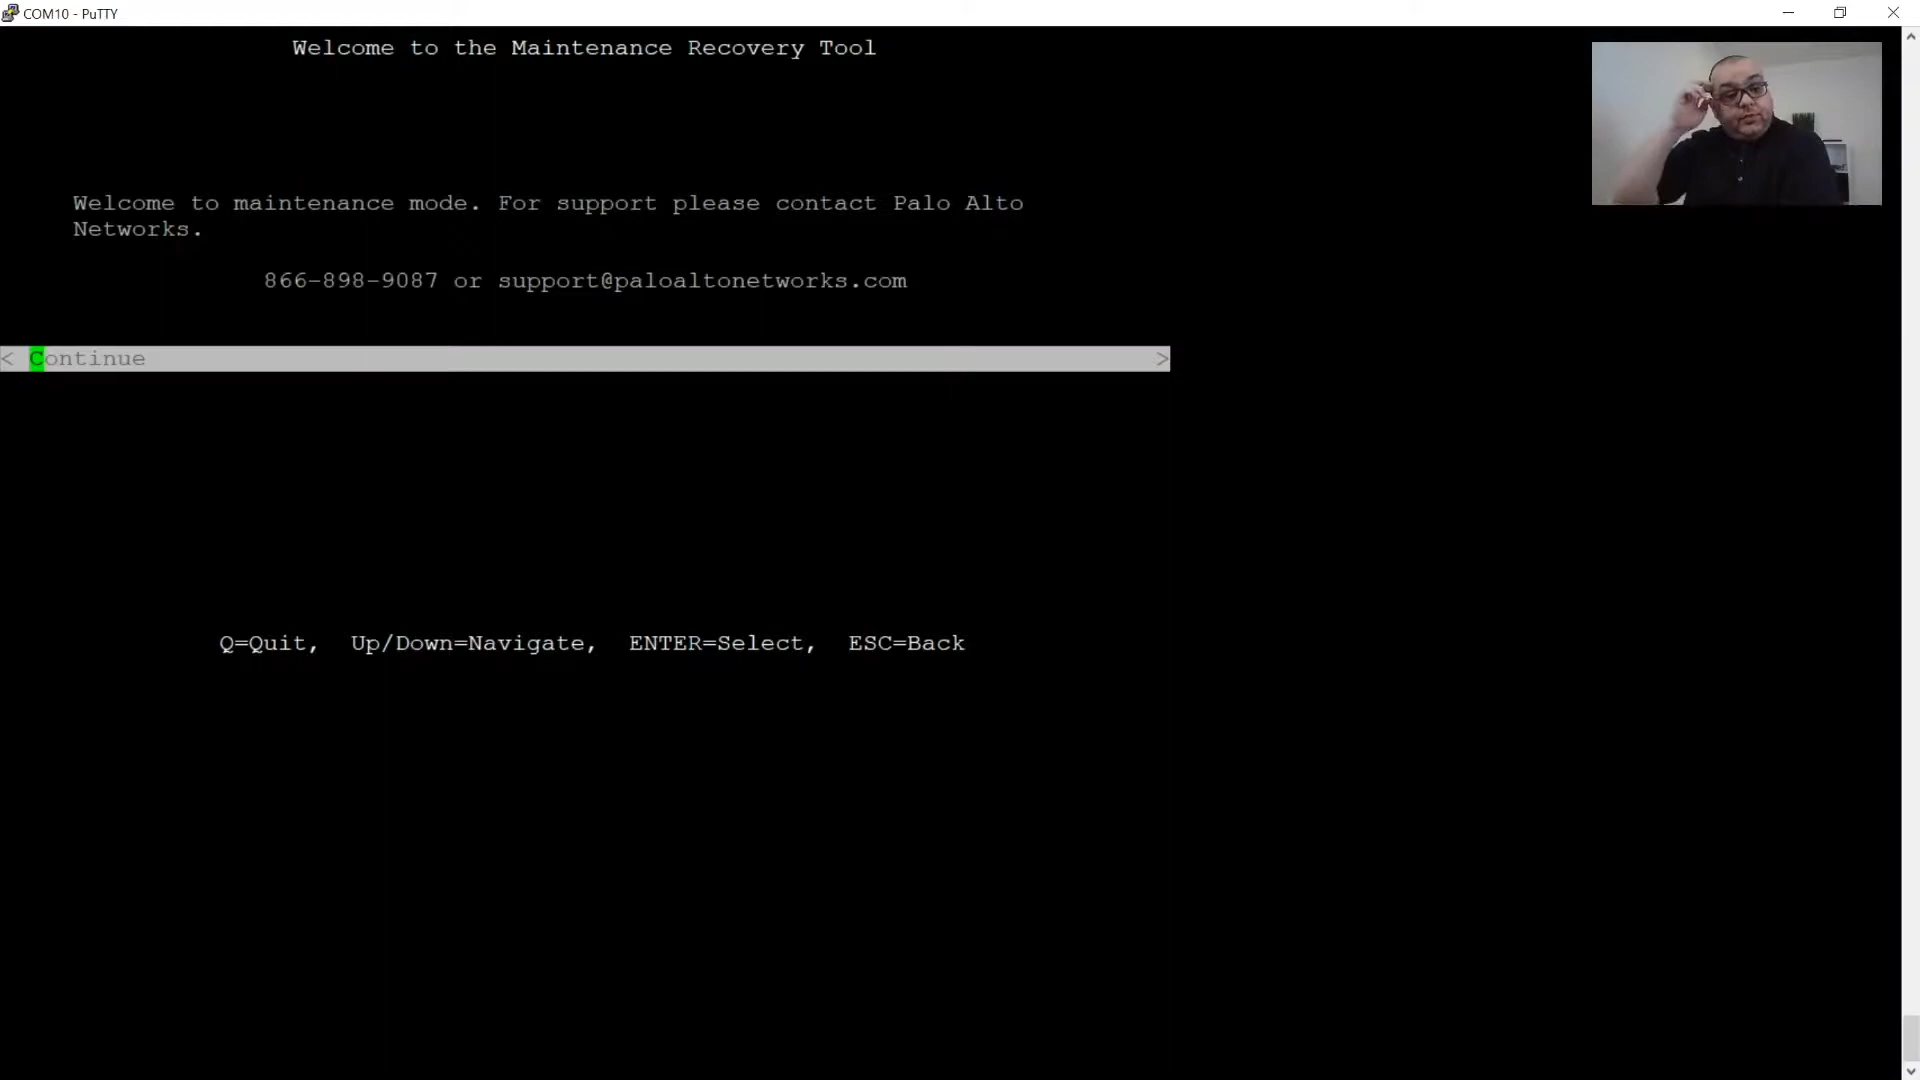 COM10 - PuTTY
Welcome to the Maintenance Recovery Tool
Welcome to maintenance mode. For support please contact Palo Alto
Networks.
866-898-9087 or support@paloaltonetworks.com
< Continue >
Q=Quit, Up/Down=Navigate, ENTER=Select, ESC=Back